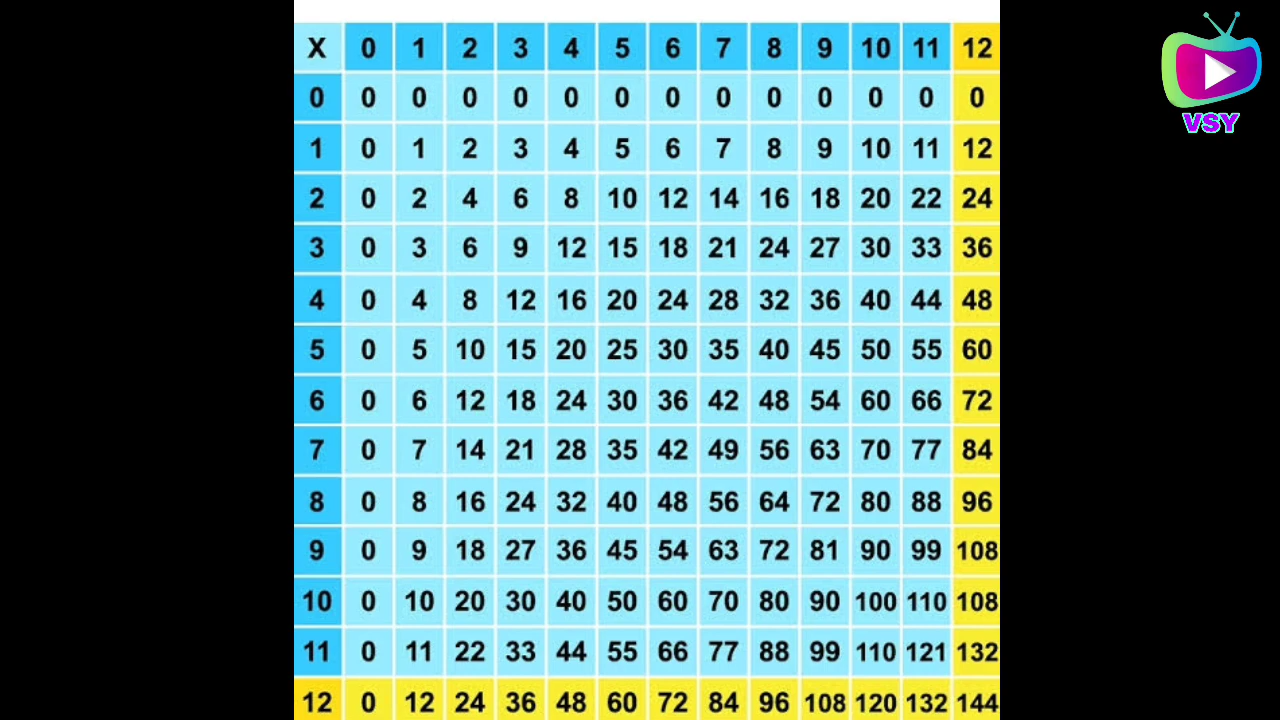 X 0 1 2 3 4 5 6 7 8 9 10 11 12
0 0 0 0 0 0 0 0 0 0 0 0 0 0
1 0 1 2 3 4 5 6 7 8 9 10 11 12
2 0 2 4 6 8 10 12 14 16 18 20 22 24
3 0 3 6 9 12 15 18 21 24 27 30 33 36
4 0 4 8 12 16 20 24 28 32 36 40 44 48
5 0 5 10 15 20 25 30 35 40 45 50 55 60
6 0 6 12 18 24 30 36 42 48 54 60 66 72
7 0 7 14 21 28 35 42 49 56 63 70 77 84
8 0 8 16 24 32 40 48 56 64 72 80 88 96
9 0 9 18 27 36 45 54 63 72 81 90 99 108
10 0 10 20 30 40 50 60 70 80 90 100 110 108
11 0 11 22 33 44 55 66 77 88 99 110 121 132
12 0 12 24 36 48 60 72 84 96 108 120 132 144
VSY